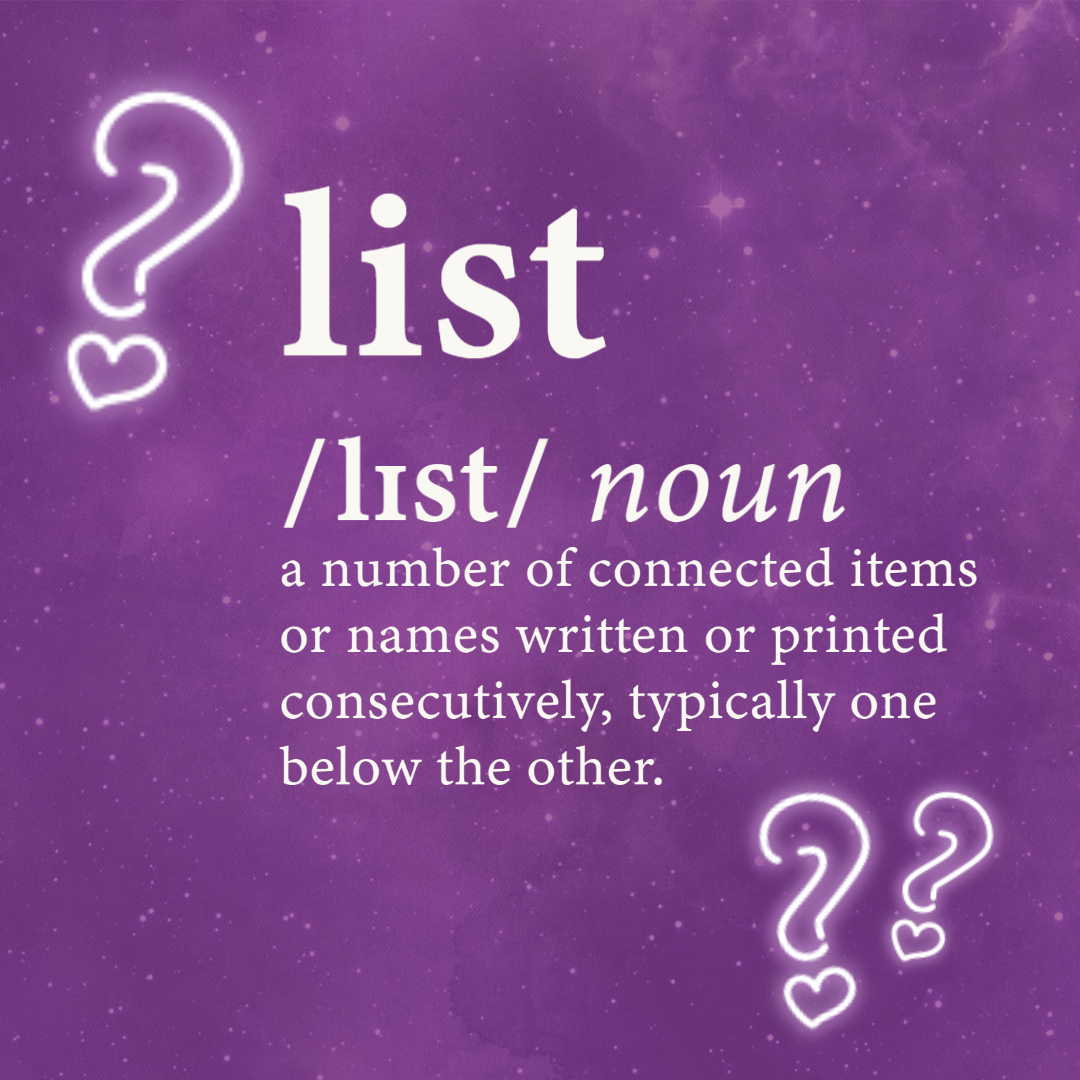 list
/lɪst/ noun
a number of connected items
or names written or printed
consecutively, typically one
below the other.